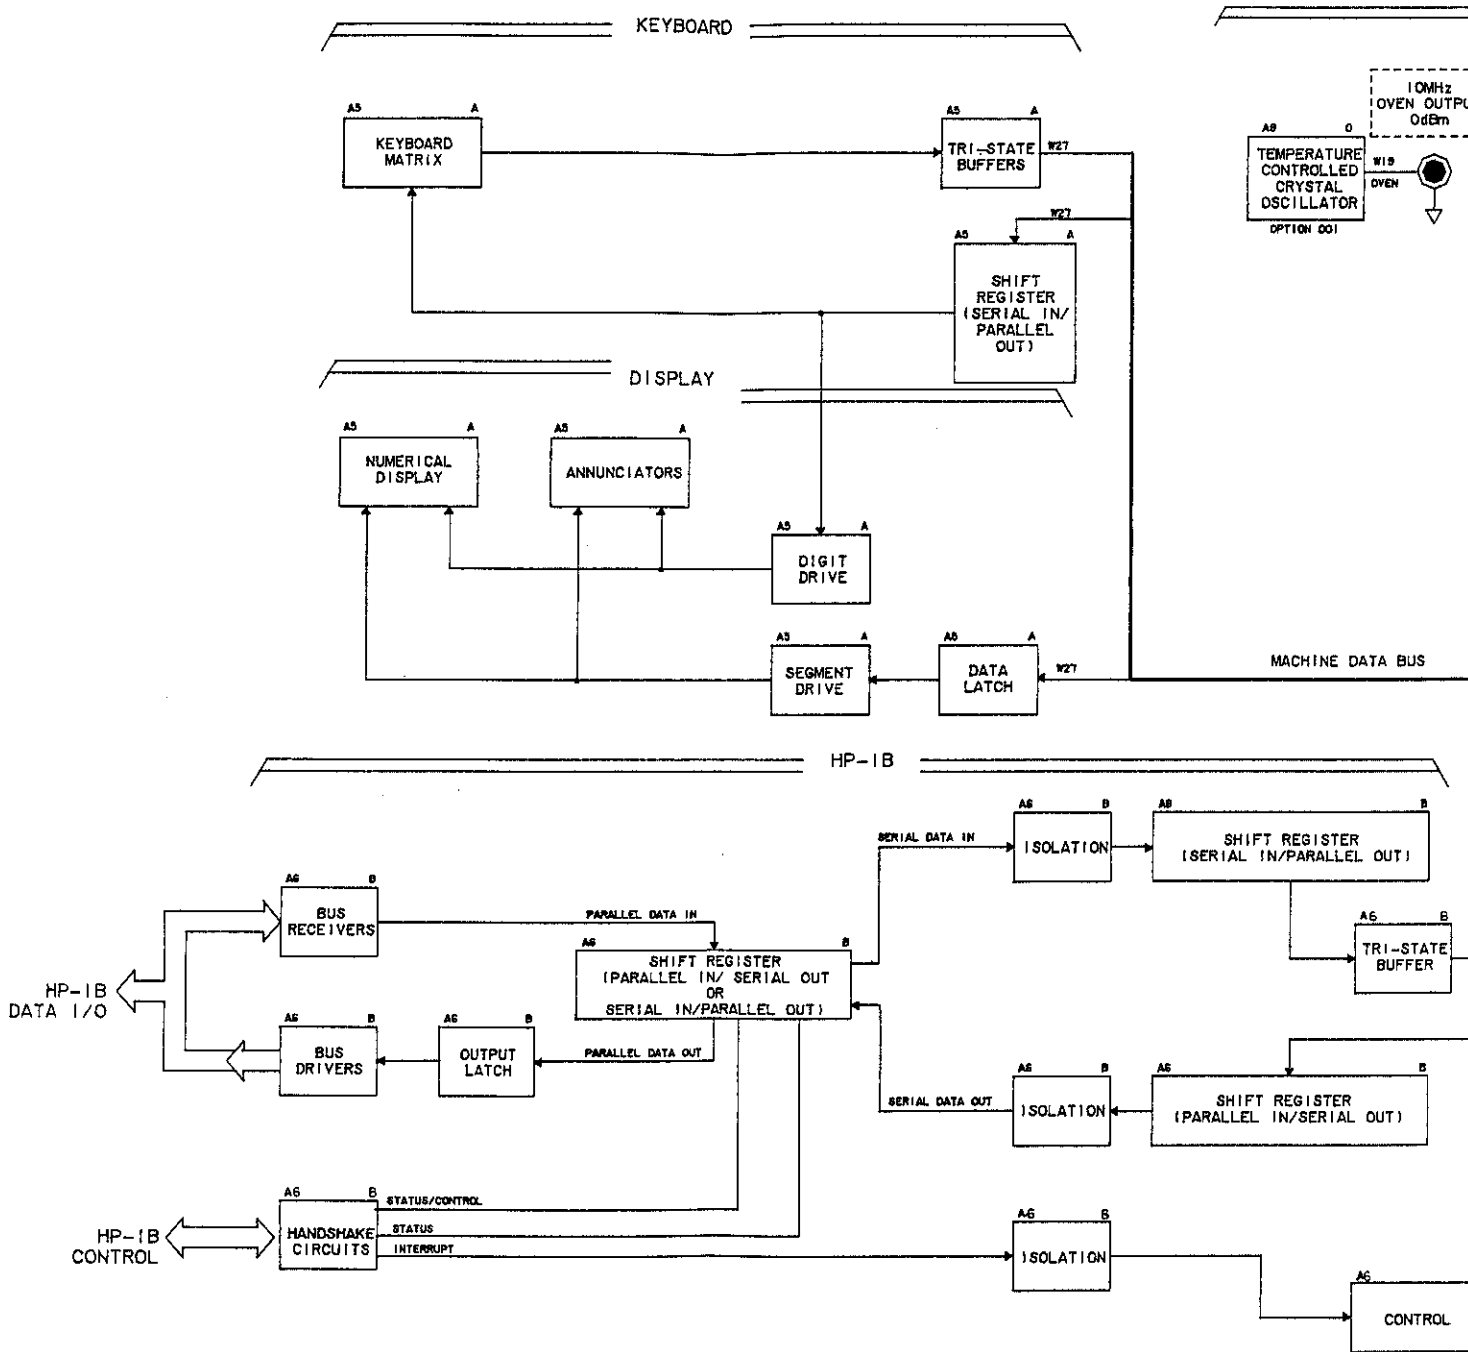 KEYBOARD
10MHz
OVEN OUTPU
0dBm
A5 A
KEYBOARD
MATRIX
A5 A
TRI-STATE
BUFFERS
W27
A9 O
TEMPERATURE
CONTROLLED
CRYSTAL
OSCILLATOR
OPTION 001
W19
OVEN
W27
A5 A
SHIFT
REGISTER
(SERIAL IN/
PARALLEL
OUT)
DISPLAY
A5 A
NUMERICAL
DISPLAY
A5 A
ANNUNCIATORS
A5 A
DIGIT
DRIVE
A5 A
SEGMENT
DRIVE
A5 A
DATA
LATCH
W27
MACHINE DATA BUS
HP-IB
SERIAL DATA IN
A6 B
ISOLATION
A6 B
SHIFT REGISTER
(SERIAL IN/PARALLEL OUT)
A6 B
BUS
RECEIVERS
PARALLEL DATA IN
A6 B
SHIFT REGISTER
(PARALLEL IN/ SERIAL OUT
OR
SERIAL IN/PARALLEL OUT)
A6 B
TRI-STATE
BUFFER
HP-IB
DATA I/O
A6 B
BUS
DRIVERS
A6 B
OUTPUT
LATCH
PARALLEL DATA OUT
SERIAL DATA OUT
A6 B
ISOLATION
A6 B
SHIFT REGISTER
(PARALLEL IN/SERIAL OUT)
HP-IB
CONTROL
A6 B
HANDSHAKE
CIRCUITS
STATUS/CONTROL
STATUS
INTERRUPT
A6 B
ISOLATION
A6
CONTROL